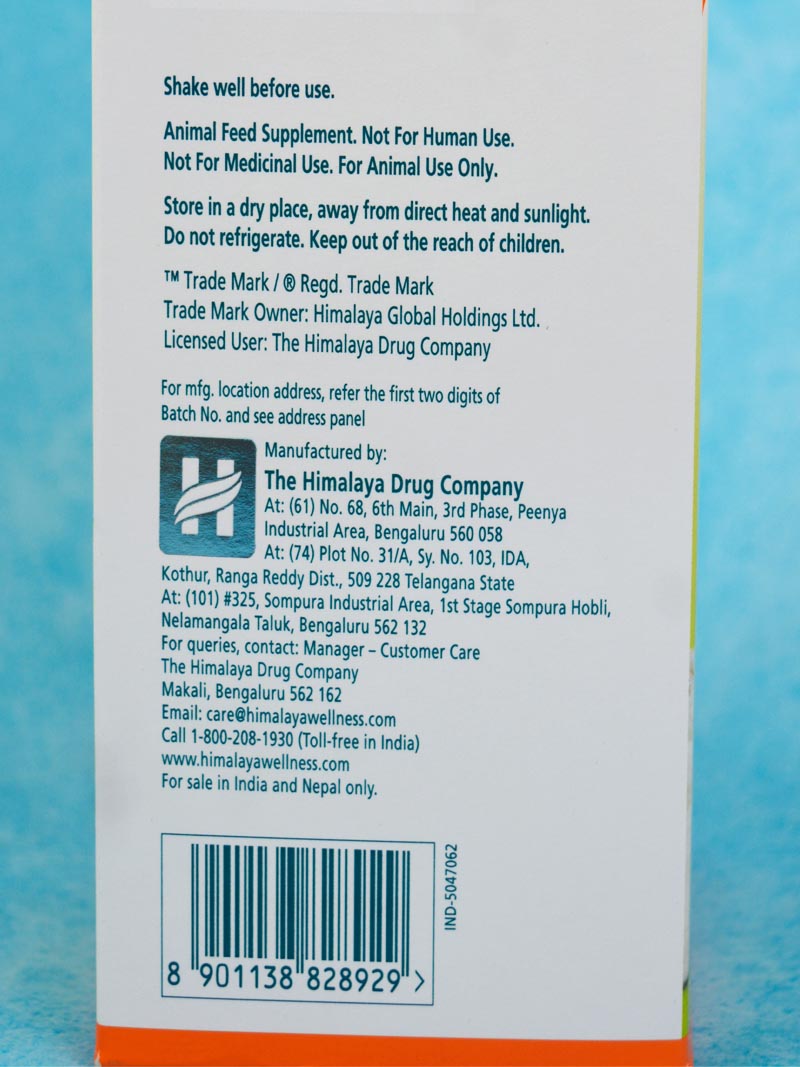 Shake well before use.
Animal Feed Supplement. Not For Human Use.
Not For Medicinal Use. For Animal Use Only.
Store in a dry place, away from direct heat and sunlight.
Do not refrigerate. Keep out of the reach of children.
™ Trade Mark / ® Regd. Trade Mark
Trade Mark Owner: Himalaya Global Holdings Ltd.
Licensed User: The Himalaya Drug Company
For mfg. location address, refer the first two digits of
Batch No. and see address panel
Manufactured by:
The Himalaya Drug Company
At: (61) No. 68, 6th Main, 3rd Phase, Peenya
Industrial Area, Bengaluru 560 058
At: (74) Plot No. 31/A, Sy. No. 103, IDA,
Kothur, Ranga Reddy Dist., 509 228 Telangana State
At: (101) #325, Sompura Industrial Area, 1st Stage Sompura Hobli,
Nelamangala Taluk, Bengaluru 562 132
For queries, contact: Manager – Customer Care
The Himalaya Drug Company
Makali, Bengaluru 562 162
Email: care@himalayawellness.com
Call 1-800-208-1930 (Toll-free in India)
www.himalayawellness.com
For sale in India and Nepal only.
IND-5047062
8 901138 828929 >